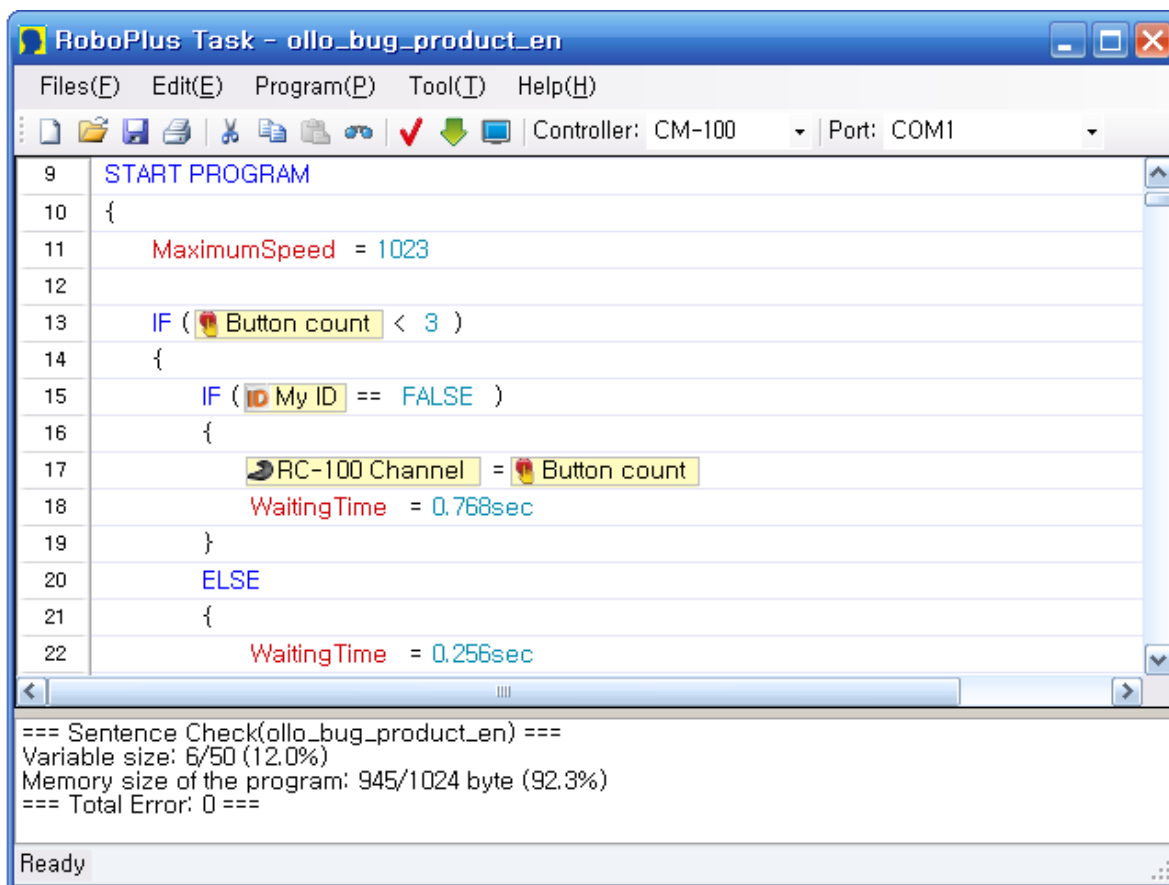 RoboPlus Task - ollo_bug_product_en
Files(F) Edit(E) Program(P) Tool(T) Help(H)
Controller: CM-100 Port: COM1
9 START PROGRAM
10 {
11 MaximumSpeed = 1023
12
13 IF ( Button count < 3 )
14 {
15 IF ( ID My ID == FALSE )
16 {
17 RC-100 Channel = Button count
18 WaitingTime = 0.768sec
19 }
20 ELSE
21 {
22 WaitingTime = 0.256sec
=== Sentence Check(ollo_bug_product_en) ===
Variable size: 6/50 (12.0%)
Memory size of the program: 945/1024 byte (92.3%)
=== Total Error: 0 ===
Ready